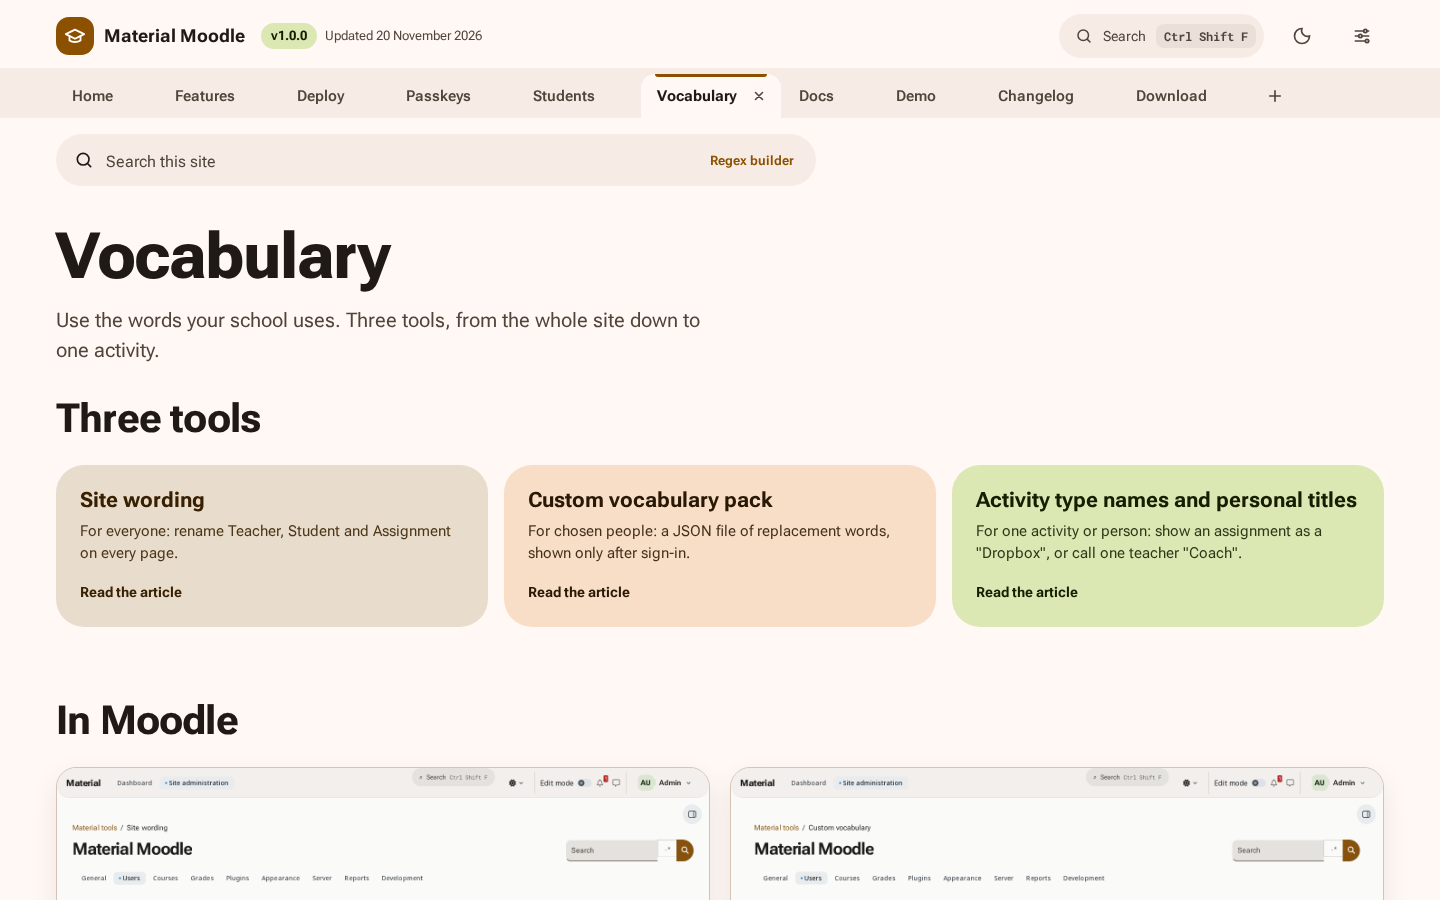 Material Moodle v1.0.0 Updated 20 November 2026 Search Ctrl Shift F
Home Features Deploy Passkeys Students Vocabulary Docs Demo Changelog Download
Search this site Regex builder
Vocabulary
Use the words your school uses. Three tools, from the whole site down to
one activity.
Three tools
Site wording
For everyone: rename Teacher, Student and Assignment
on every page.
Read the article
Custom vocabulary pack
For chosen people: a JSON file of replacement words,
shown only after sign-in.
Read the article
Activity type names and personal titles
For one activity or person: show an assignment as a
"Dropbox", or call one teacher "Coach".
Read the article
In Moodle
Material Dashboard Site administration Search Ctrl Shift F Edit mode AU Admin
Material tools / Site wording
Material Moodle
Search .*
General Users Courses Grades Plugins Appearance Server Reports Development
Material Dashboard Site administration Search Ctrl Shift F Edit mode AU Admin
Material tools / Custom vocabulary
Material Moodle
Search .*
General Users Courses Grades Plugins Appearance Server Reports Development